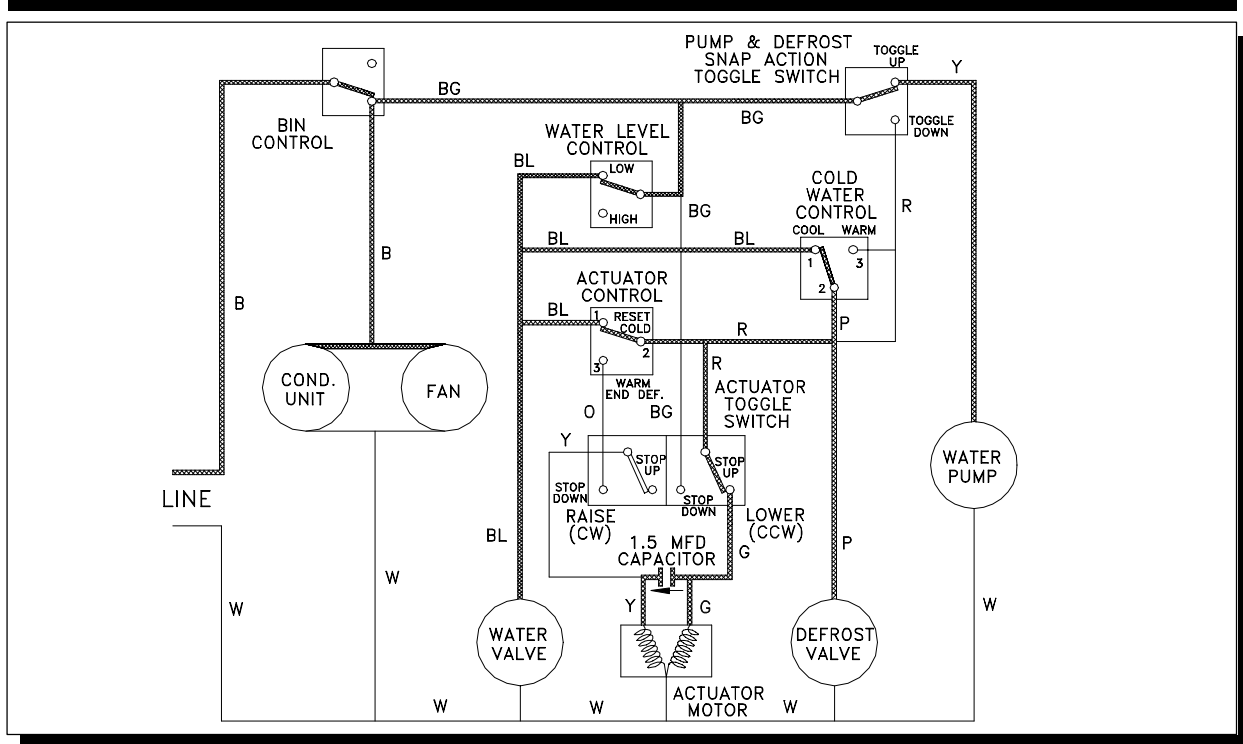 PUMP & DEFROST
SNAP ACTION
TOGGLE SWITCH
TOGGLE
UP
Y
BG
BG
TOGGLE
DOWN
BIN
CONTROL
WATER LEVEL
CONTROL
BL
LOW
HIGH
BG
COLD
WATER
CONTROL
COOL
WARM
R
BL
BL
1
3
2
B
B
ACTUATOR
CONTROL
BL
1
RESET
COLD
2
3
R
P
WARM
END DEF.
R
COND.
UNIT
FAN
ACTUATOR
TOGGLE
SWITCH
O
BG
Y
STOP
UP
STOP
UP
STOP
DOWN
STOP
DOWN
WATER
PUMP
LINE
RAISE
(CW)
LOWER
(CCW)
BL
1.5 MFD
CAPACITOR
G
P
W
W
W
Y
G
WATER
VALVE
DEFROST
VALVE
ACTUATOR
MOTOR
W
W
W